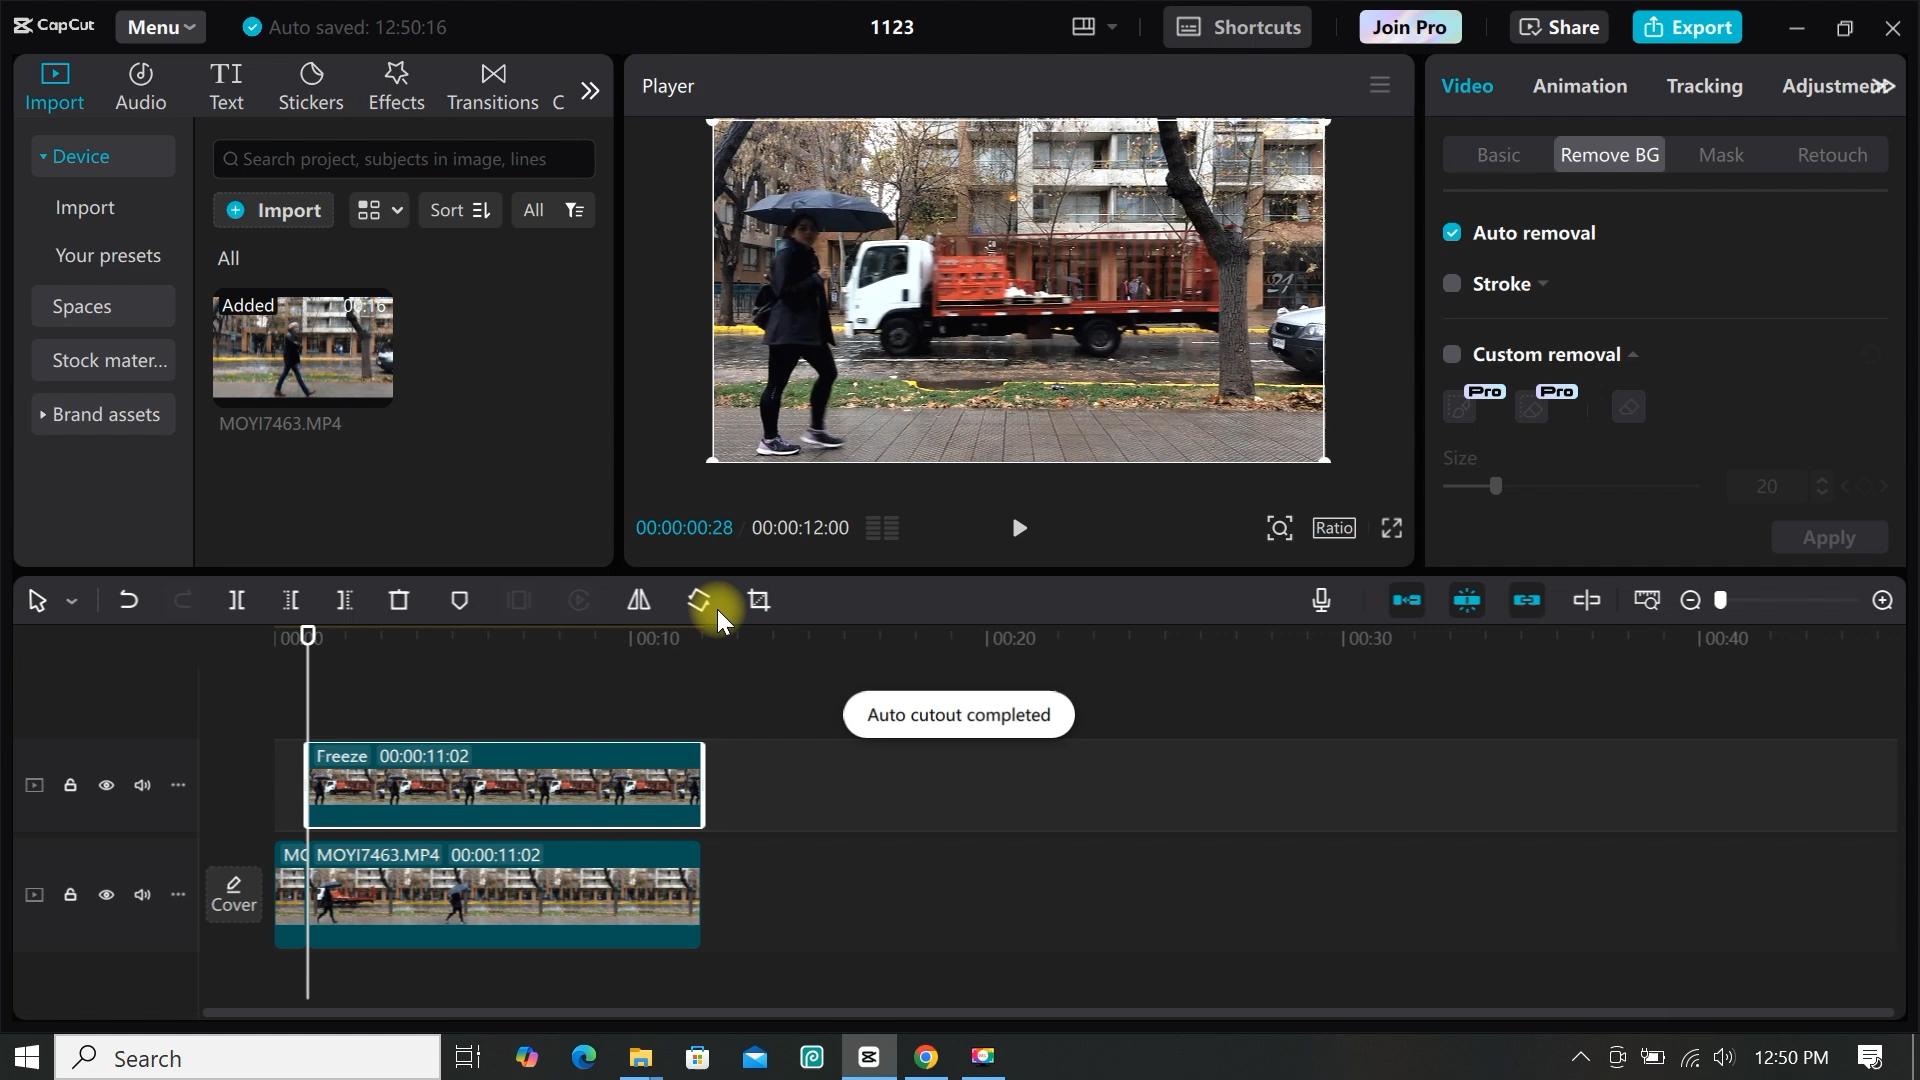 CapCut Menu Auto saved: 12:50:16 1123 Shortcuts Join Pro Share Export
Import Audio Text Stickers Effects Transitions C
Device
Import
Your presets
Spaces
Stock mater...
Brand assets
Search project, subjects in image, lines
Import Sort All
All
Added 00:16
MOYI7463.MP4
Player
00:00:00:28 00:00:12:00 Ratio
Video Animation Tracking Adjustment
Basic Remove BG Mask Retouch
Auto removal
Stroke
Custom removal
Pro Pro
Size
20
Apply
00:10 00:20 00:30 00:40
Auto cutout completed
Freeze 00:00:11:02
MO MOYI7463.MP4 00:00:11:02
Cover
Search 12:50 PM